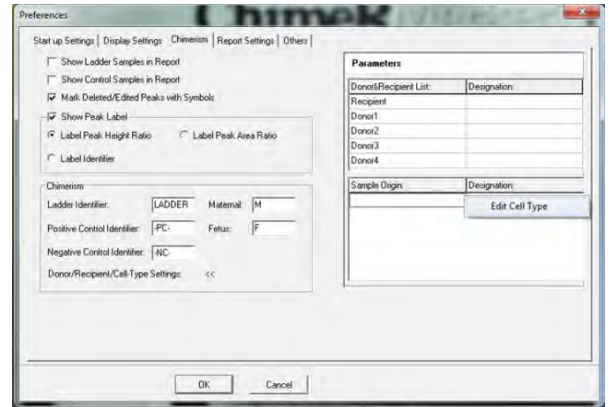 Preferences
ChimeR
Start up Settings Display Settings Chimerism Report Settings Others
Show Ladder Samples in Report
Show Control Samples in Report
Mark Deleted/Edited Peaks with Symbols
Show Peak Label
Label Peak Height Ratio Label Peak Area Ratio
Label Identifier
Chimerism
Ladder Identifier: LADDER Maternal: M
Positive Control Identifier: -PC- Fetus: F
Negative Control Identifier: -NC-
Donor/Recipient/Cell-Type Settings: <<
Parameters
Donor&Recipient List: Designation:
Recipient
Donor1
Donor2
Donor3
Donor4
Sample Origin: Designation:
Edit Cell Type
OK Cancel